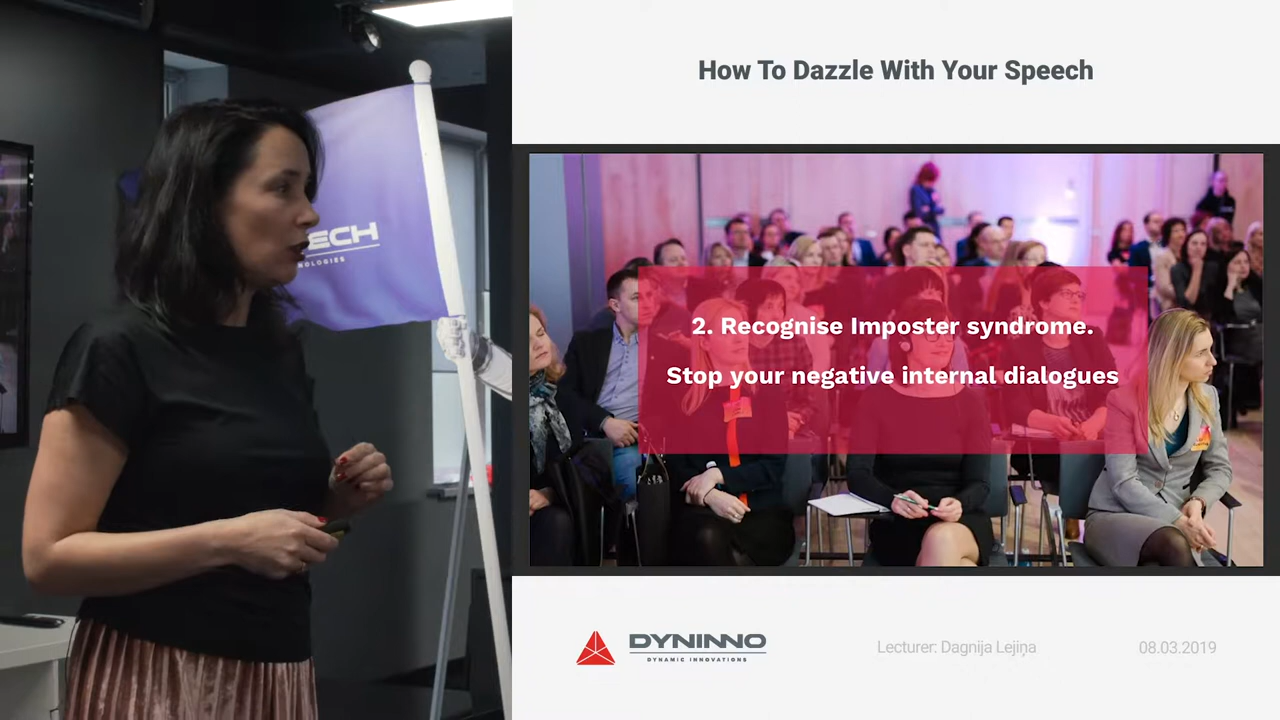 How To Dazzle With Your Speech
ECH
NOLOGIES
2. Recognise Imposter syndrome.
Stop your negative internal dialogues
DYNINNO
DYNAMIC INNOVATIONS
Lecturer: Dagnija Lejiņa
08.03.2019